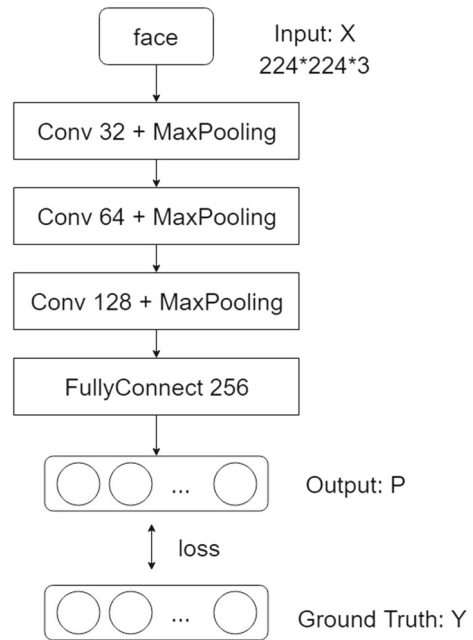 face
Input: X
224*224*3
Conv 32 + MaxPooling
Conv 64 + MaxPooling
Conv 128 + MaxPooling
FullyConnect 256
...
Output: P
loss
...
Ground Truth: Y